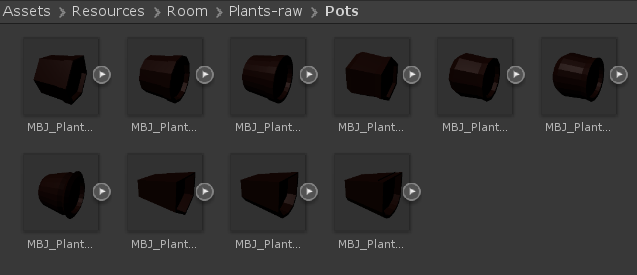 Assets > Resources > Room > Plants-raw > Pots
MBJ_Plant... MBJ_Plant... MBJ_Plant... MBJ_Plant... MBJ_Plant... MBJ_Plant...
MBJ_Plant... MBJ_Plant... MBJ_Plant... MBJ_Plant...